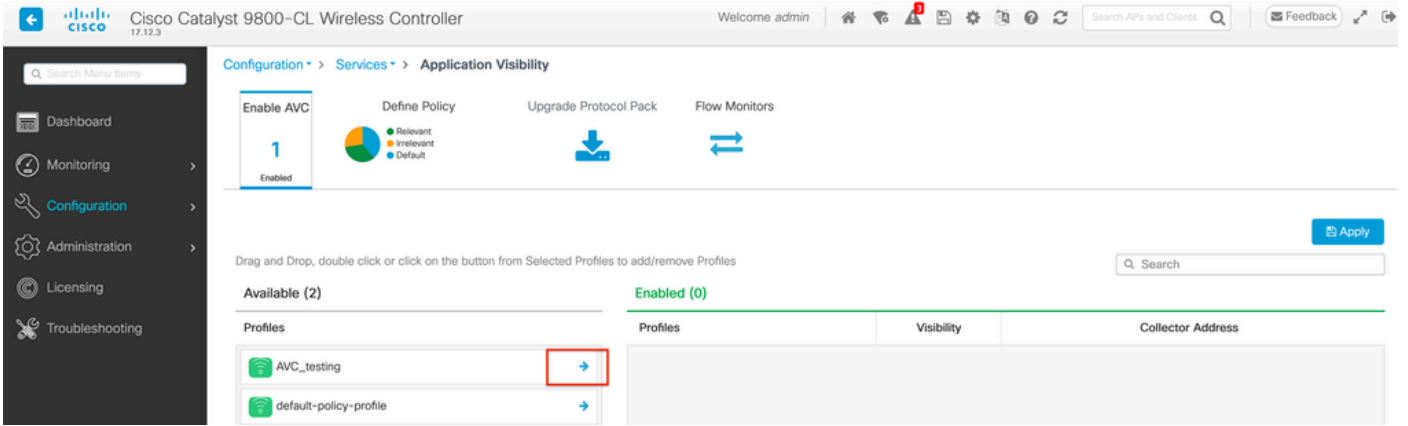 Cisco Catalyst 9800-CL Wireless Controller
CISCO
17.12.3
Welcome admin
3
Search APs and Clients
Feedback
Search Menu Items
Dashboard
Monitoring
Configuration
Administration
Licensing
Troubleshooting
Configuration > Services > Application Visibility
Enable AVC
1
Enabled
Define Policy
Relevant
Irrelevant
Default
Upgrade Protocol Pack
Flow Monitors
Apply
Drag and Drop, double click or click on the button from Selected Profiles to add/remove Profiles
Search
Available (2)
Enabled (0)
Profiles
Profiles
Visibility
Collector Address
AVC_testing
default-policy-profile